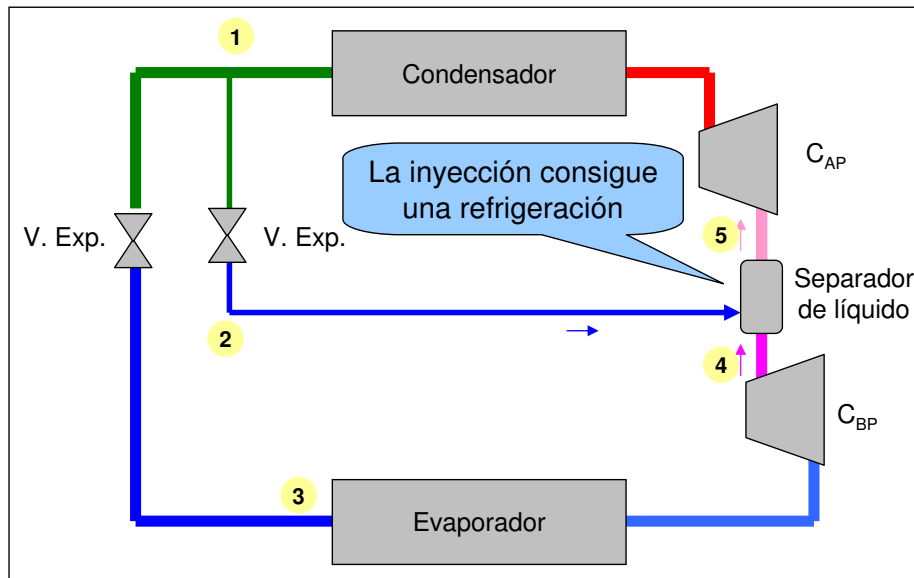 1
Condensador
La inyección consigue
una refrigeración
C_AP
V. Exp.
V. Exp.
5
Separador
de líquido
2
4
C_BP
3
Evaporador